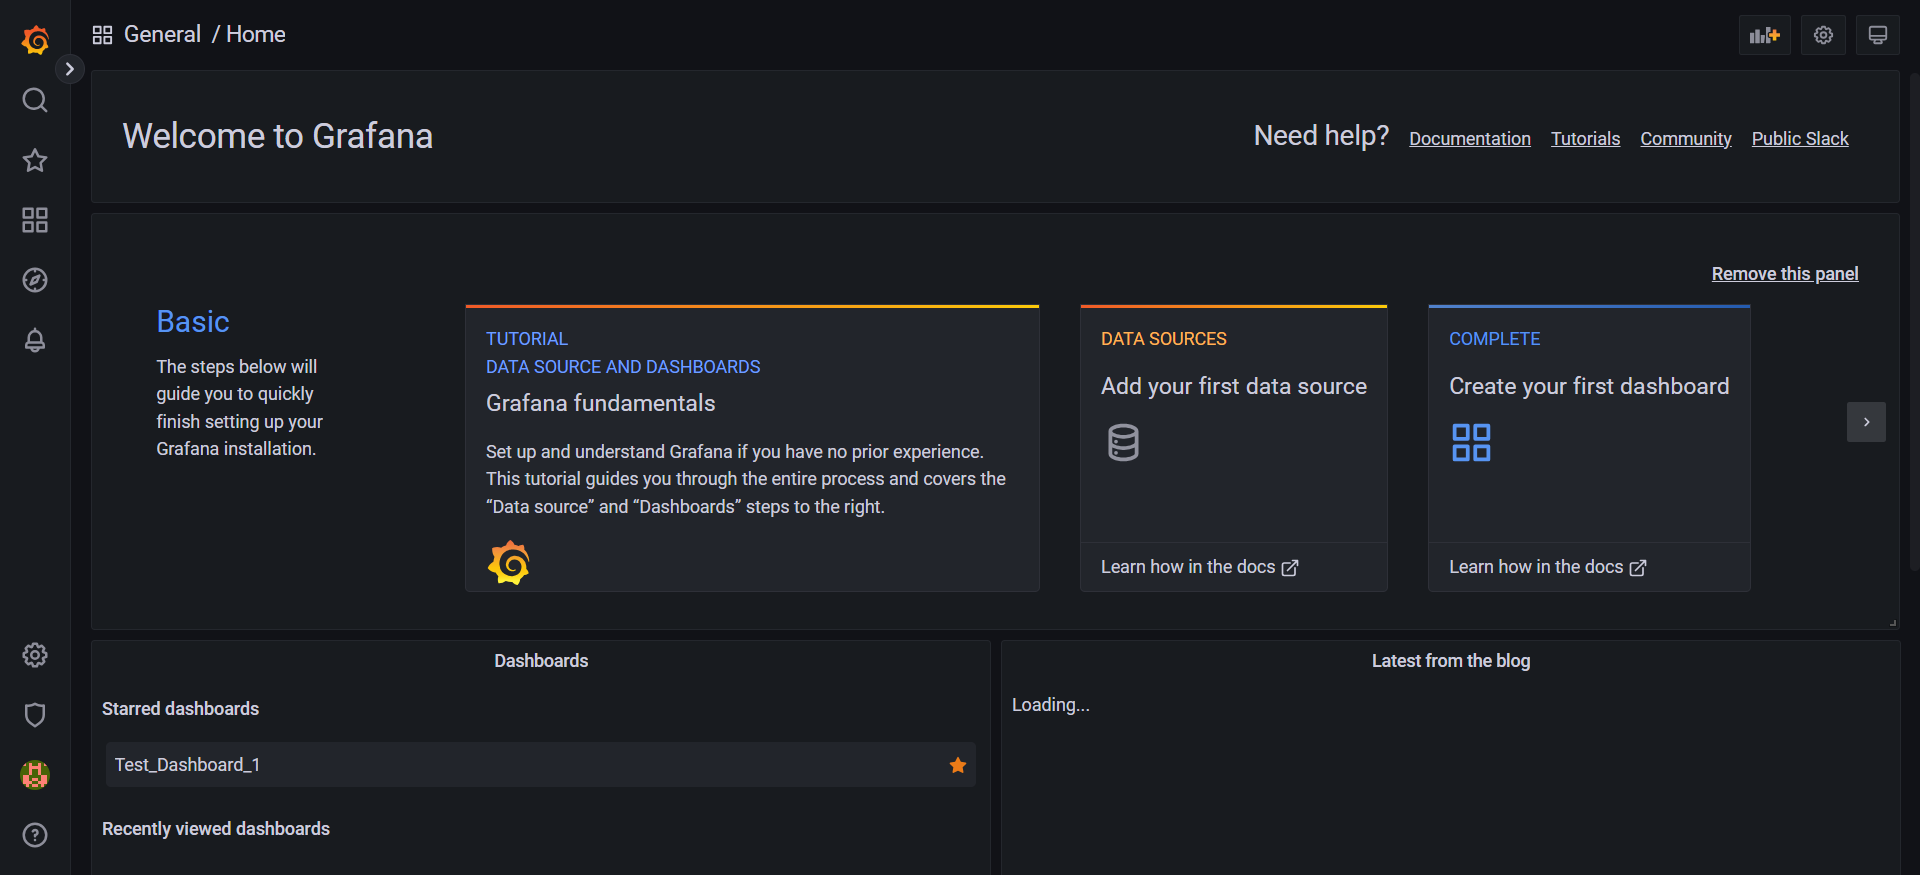 General / Home
Welcome to Grafana
Need help? Documentation Tutorials Community Public Slack
Remove this panel
Basic
The steps below will
guide you to quickly
finish setting up your
Grafana installation.
TUTORIAL
DATA SOURCE AND DASHBOARDS
Grafana fundamentals
Set up and understand Grafana if you have no prior experience.
This tutorial guides you through the entire process and covers the
“Data source” and “Dashboards” steps to the right.
DATA SOURCES
Add your first data source
Learn how in the docs
COMPLETE
Create your first dashboard
Learn how in the docs
Dashboards
Starred dashboards
Test_Dashboard_1
Recently viewed dashboards
Latest from the blog
Loading...